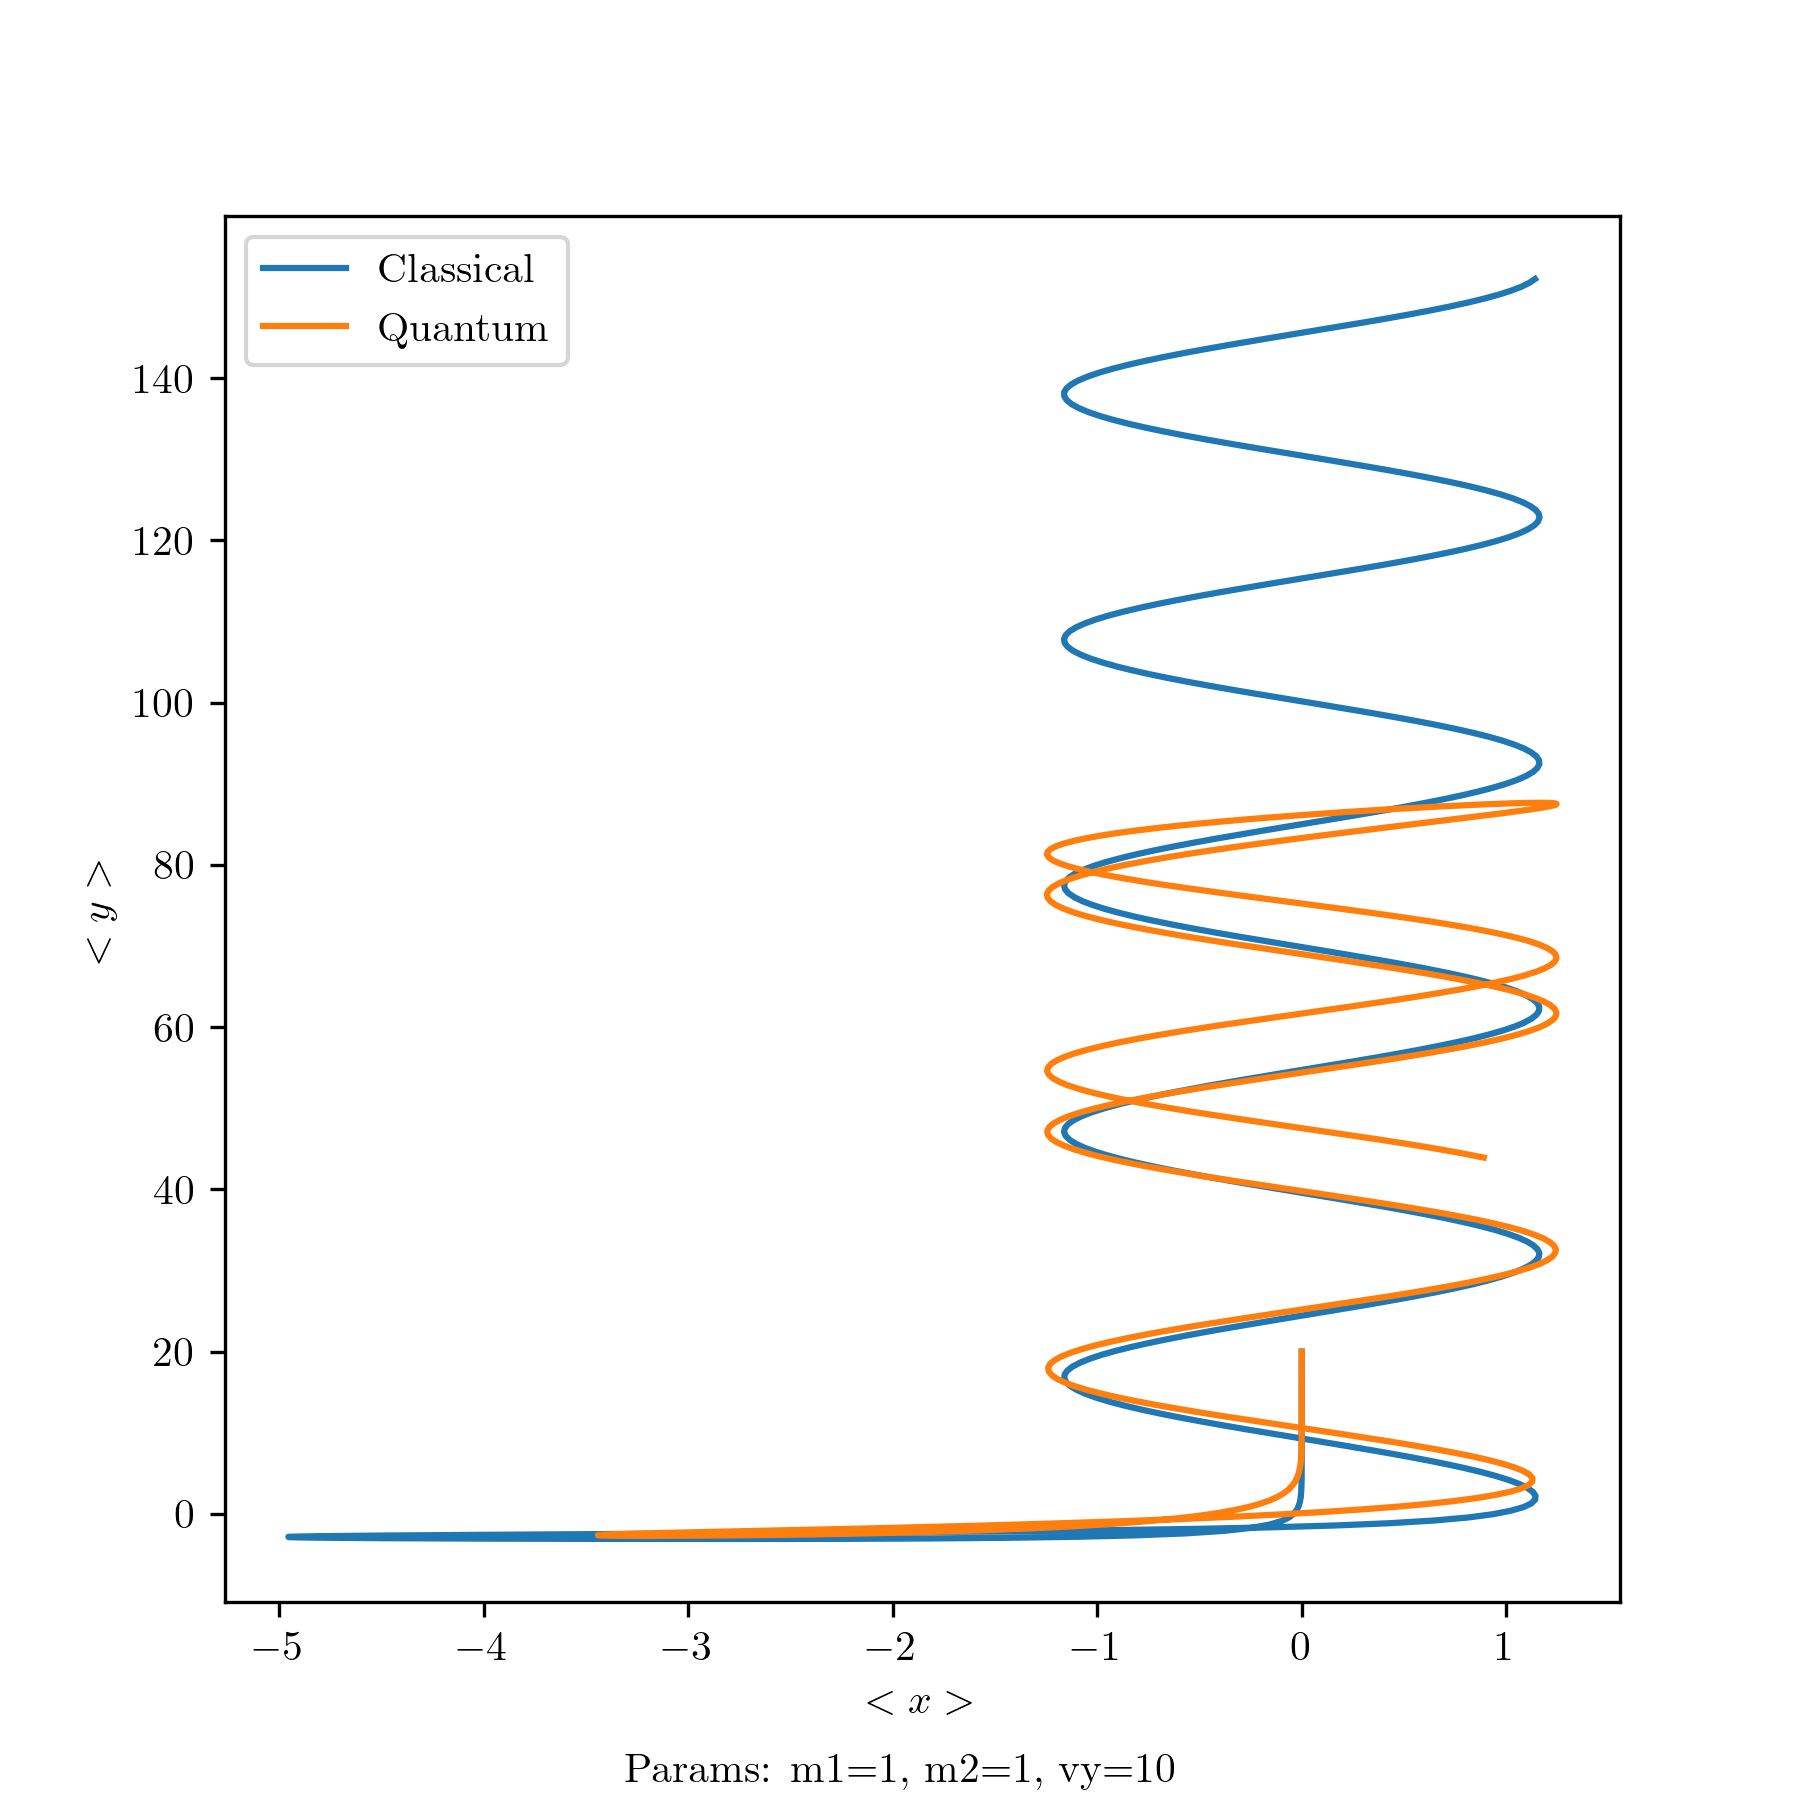 Classical
Quantum
140
120
100
80
60
40
20
0
< y >
−5 −4 −3 −2 −1 0 1
< x >
Params: m1=1, m2=1, vy=10